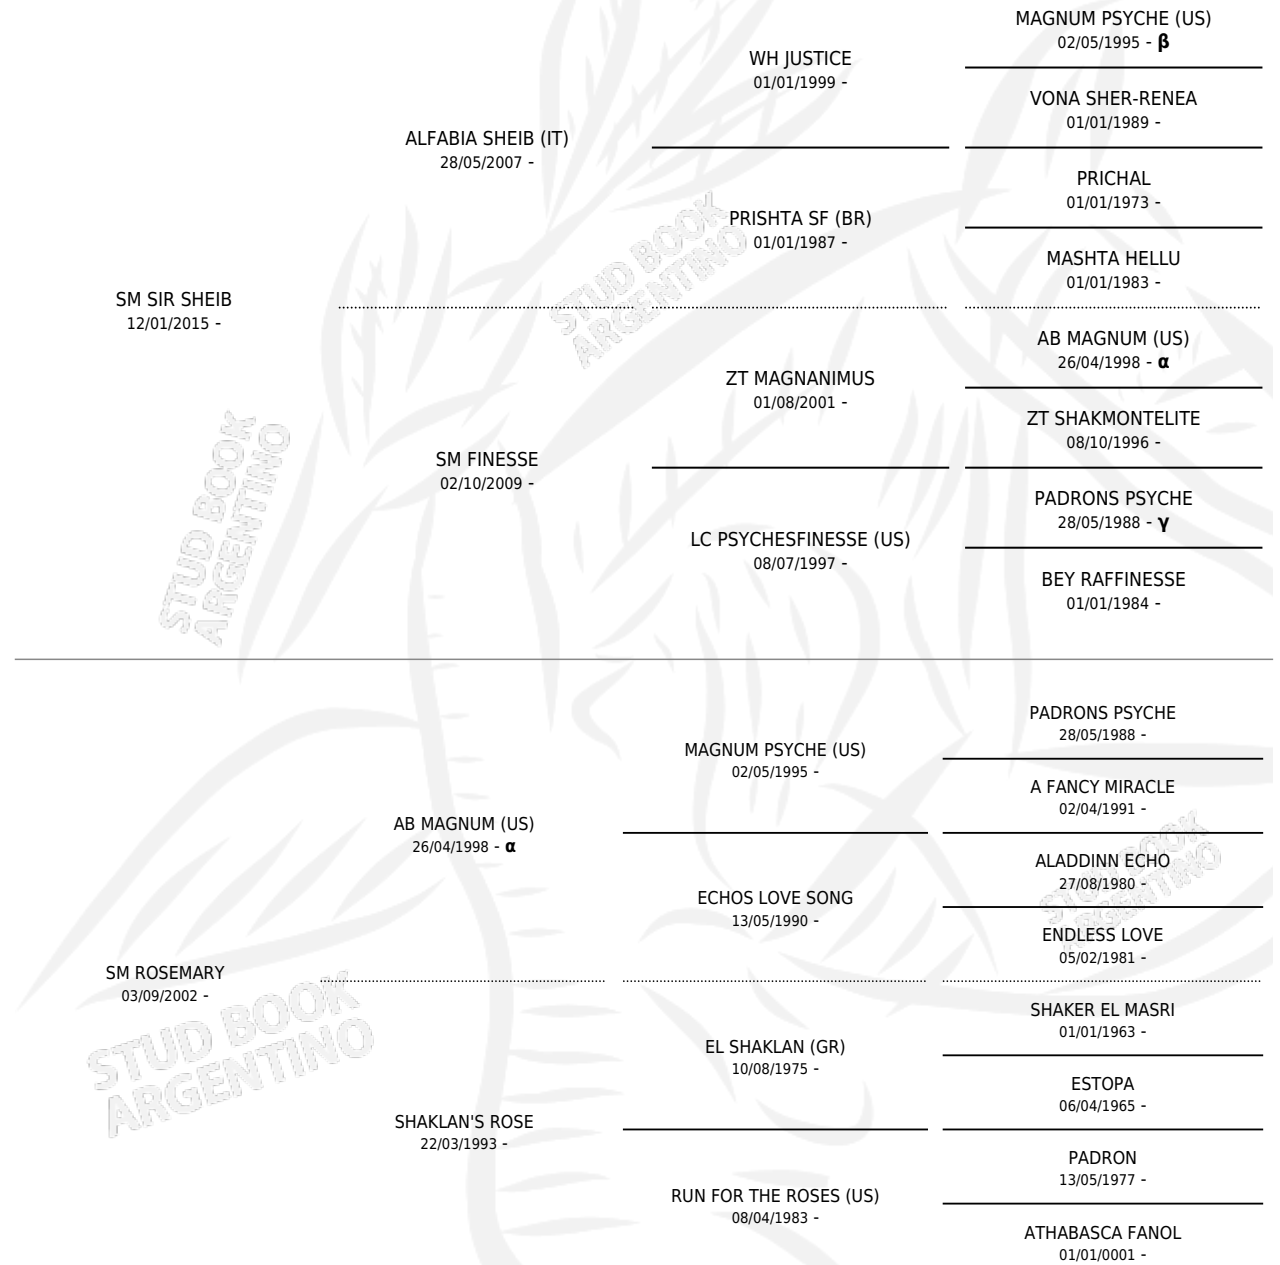 MAGNUM PSYCHE (US)
02/05/1995 - β
WH JUSTICE
01/01/1999 -
VONA SHER-RENEA
01/01/1989 -
ALFABIA SHEIB (IT)
28/05/2007 -
PRICHAL
01/01/1973 -
PRISHTA SF (BR)
01/01/1987 -
MASHTA HELLU
01/01/1983 -
SM SIR SHEIB
12/01/2015 -
AB MAGNUM (US)
26/04/1998 - α
ZT MAGNANIMUS
01/08/2001 -
ZT SHAKMONTELITE
08/10/1996 -
SM FINESSE
02/10/2009 -
PADRONS PSYCHE
28/05/1988 - γ
LC PSYCHESFINESSE (US)
08/07/1997 -
BEY RAFFINESSE
01/01/1984 -
PADRONS PSYCHE
28/05/1988 -
MAGNUM PSYCHE (US)
02/05/1995 -
A FANCY MIRACLE
02/04/1991 -
AB MAGNUM (US)
26/04/1998 - α
ALADDINN ECHO
27/08/1980 -
ECHOS LOVE SONG
13/05/1990 -
ENDLESS LOVE
05/02/1981 -
SM ROSEMARY
03/09/2002 -
SHAKER EL MASRI
01/01/1963 -
EL SHAKLAN (GR)
10/08/1975 -
ESTOPA
06/04/1965 -
SHAKLAN'S ROSE
22/03/1993 -
PADRON
13/05/1977 -
RUN FOR THE ROSES (US)
08/04/1983 -
ATHABASCA FANOL
01/01/0001 -
STUD BOOK
ARGENTINO
STUD BOOK
ARGENTINO
STUD BOOK
ARGENTINO
STUD BOOK
ARGENTINO